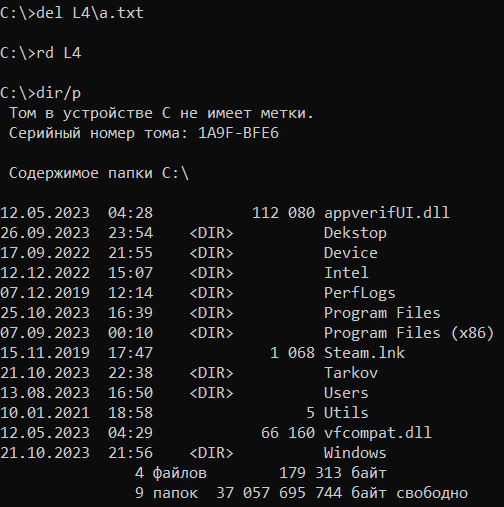 C:\>del L4\a.txt
C:\>rd L4
C:\>dir/p
Том в устройстве C не имеет метки.
Серийный номер тома: 1A9F-BFE6
Содержимое папки C:\
12.05.2023 04:28 112 080 appverifUI.dll
26.09.2023 23:54 <DIR> Dekstop
17.09.2022 21:55 <DIR> Device
12.12.2022 15:07 <DIR> Intel
07.12.2019 12:14 <DIR> PerfLogs
25.10.2023 16:39 <DIR> Program Files
07.09.2023 00:10 <DIR> Program Files (x86)
15.11.2019 17:47 1 068 Steam.lnk
21.10.2023 22:38 <DIR> Tarkov
13.08.2023 16:50 <DIR> Users
10.01.2021 18:58 5 Utils
12.05.2023 04:29 66 160 vfcompat.dll
21.10.2023 21:56 <DIR> Windows
4 файлов 179 313 байт
9 папок 37 057 695 744 байт свободно